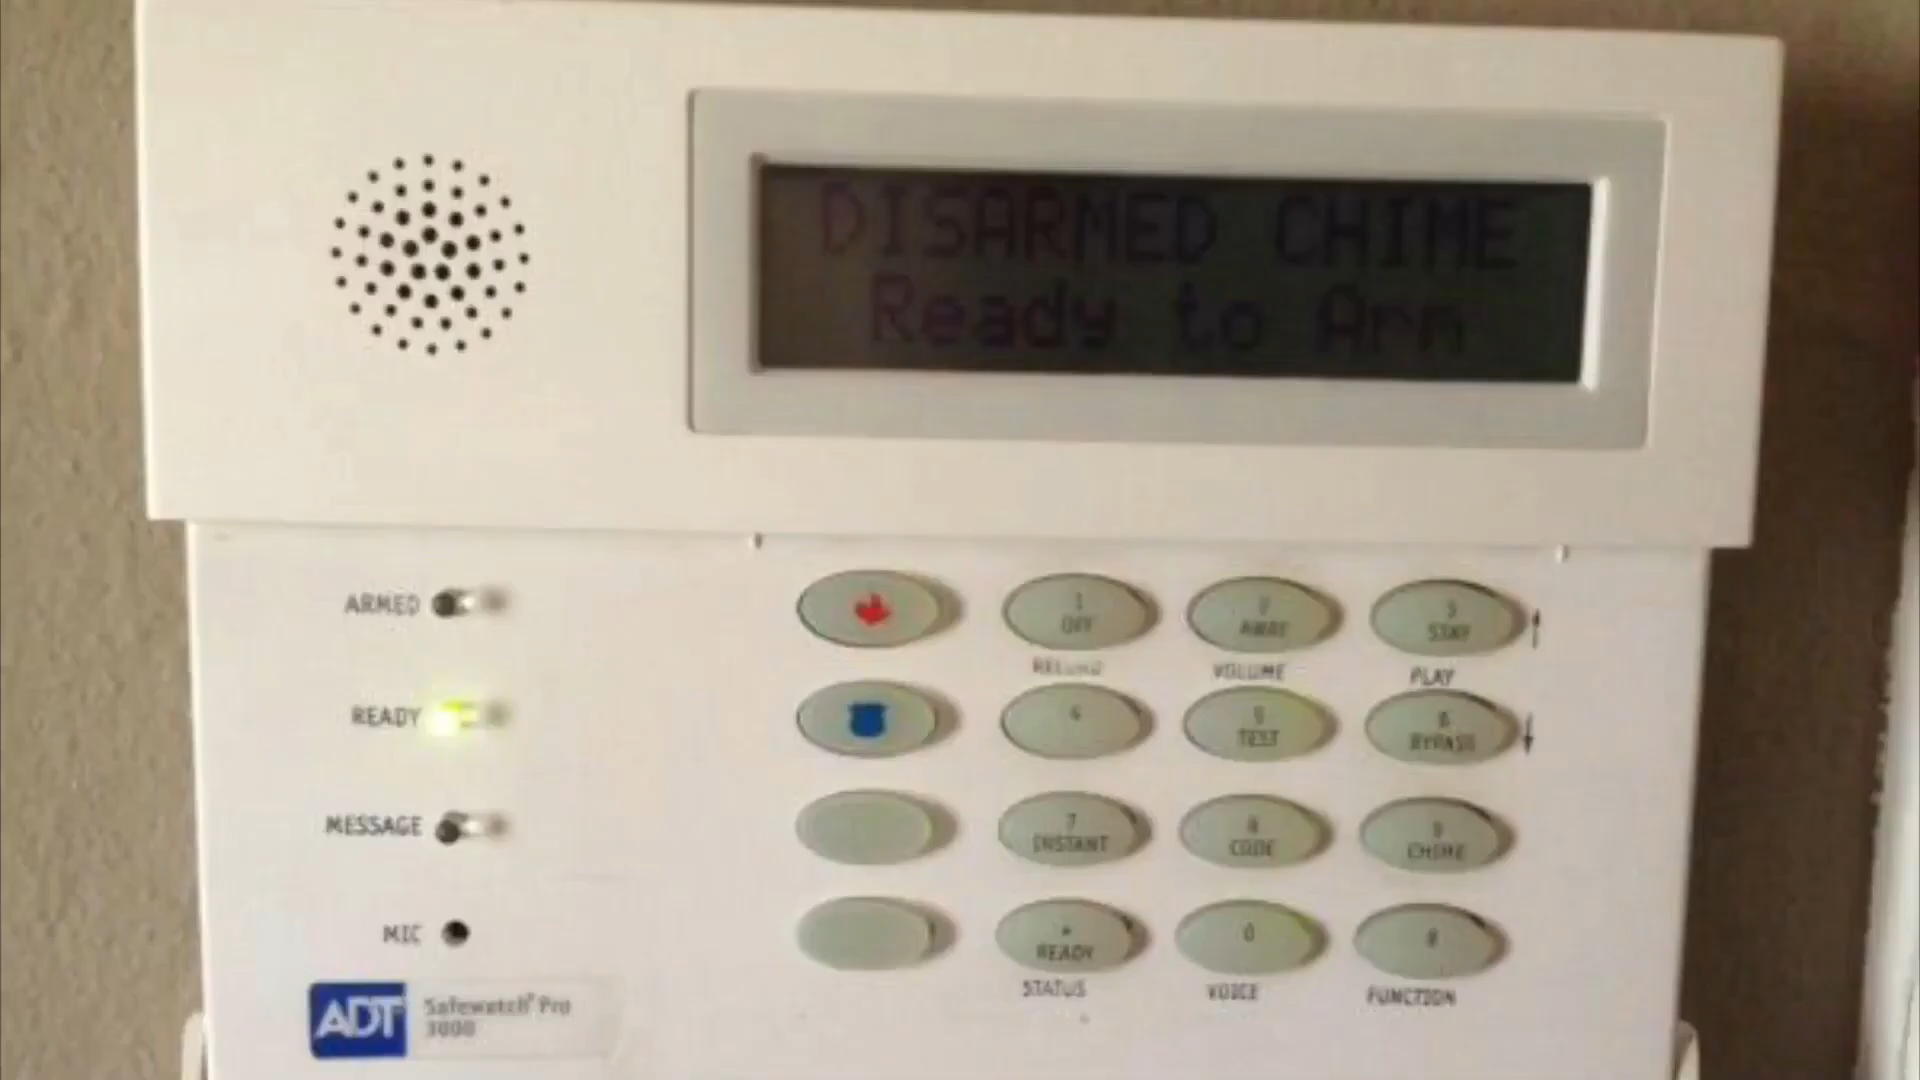 DISARMED CHIME
Ready to Arm
ARMED
1
OFF
2
AWAY
3
STAY
VOLUME
PLAY
READY
4
5
TEST
6
BYPASS
MESSAGE
7
INSTANT
8
CODE
9
CHIME
MIC
*
READY
0
#
STATUS
VOICE
FUNCTION
ADT
Safewatch® Pro
3000